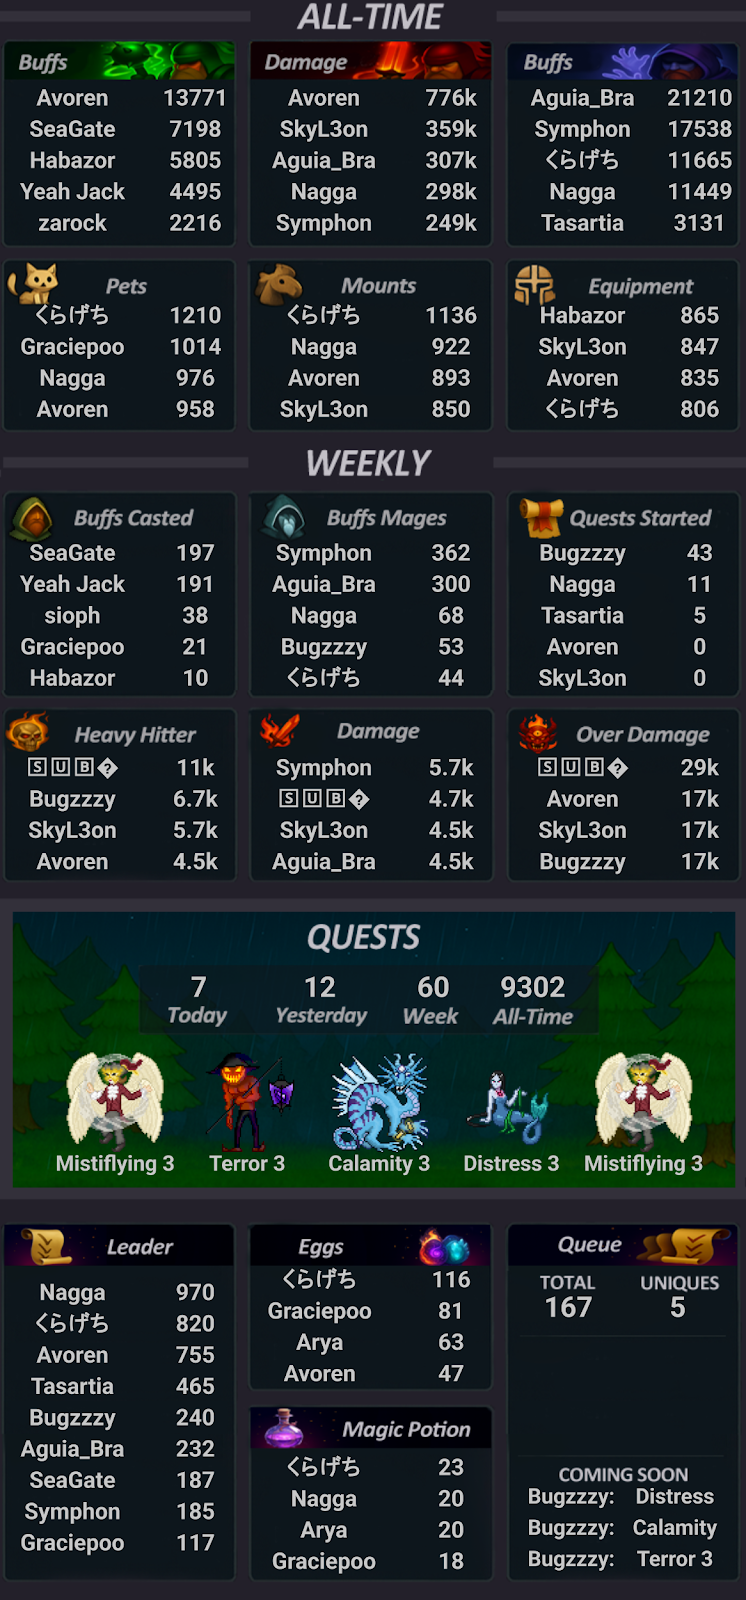 ALL-TIME
Buffs
Avoren 13771
SeaGate 7198
Habazor 5805
Yeah Jack 4495
zarock 2216
Damage
Avoren 776k
SkyL3on 359k
Aguia_Bra 307k
Nagga 298k
Symphon 249k
Buffs
Aguia_Bra 21210
Symphon 17538
くらげち 11665
Nagga 11449
Tasartia 3131
Pets
くらげち 1210
Graciepoo 1014
Nagga 976
Avoren 958
Mounts
くらげち 1136
Nagga 922
Avoren 893
SkyL3on 850
Equipment
Habazor 865
SkyL3on 847
Avoren 835
くらげち 806
WEEKLY
Buffs Casted
SeaGate 197
Yeah Jack 191
sioph 38
Graciepoo 21
Habazor 10
Buffs Mages
Symphon 362
Aguia_Bra 300
Nagga 68
Bugzzzy 53
くらげち 44
Quests Started
Bugzzzy 43
Nagga 11
Tasartia 5
Avoren 0
SkyL3on 0
Heavy Hitter
🅂🅄🄱� 11k
Bugzzzy 6.7k
SkyL3on 5.7k
Avoren 4.5k
Damage
Symphon 5.7k
🅂🅄🄱� 4.7k
SkyL3on 4.5k
Aguia_Bra 4.5k
Over Damage
🅂🅄🄱� 29k
Avoren 17k
SkyL3on 17k
Bugzzzy 17k
QUESTS
7 12 60 9302
Today Yesterday Week All-Time
Mistiflying 3 Terror 3 Calamity 3 Distress 3 Mistiflying 3
Leader
Nagga 970
くらげち 820
Avoren 755
Tasartia 465
Bugzzzy 240
Aguia_Bra 232
SeaGate 187
Symphon 185
Graciepoo 117
Eggs
くらげち 116
Graciepoo 81
Arya 63
Avoren 47
Magic Potion
くらげち 23
Nagga 20
Arya 20
Graciepoo 18
Queue
TOTAL UNIQUES
167 5
COMING SOON
Bugzzzy: Distress
Bugzzzy: Calamity
Bugzzzy: Terror 3